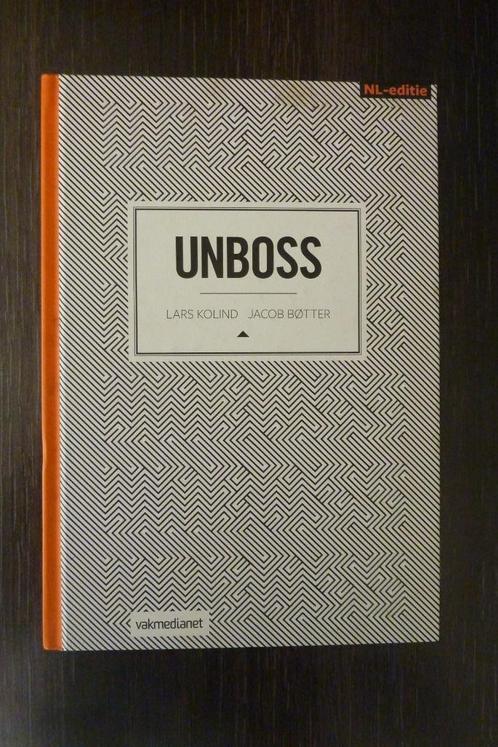 NL-editie
UNBOSS
LARS KOLIND JACOB BØTTER
vakmedianet